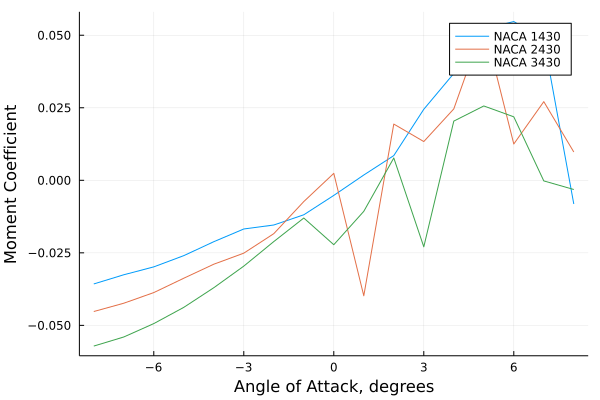 0.050
0.025
0.000
−0.025
−0.050
Moment Coefficient
NACA 1430
NACA 2430
NACA 3430
−6
−3
0
3
6
Angle of Attack, degrees